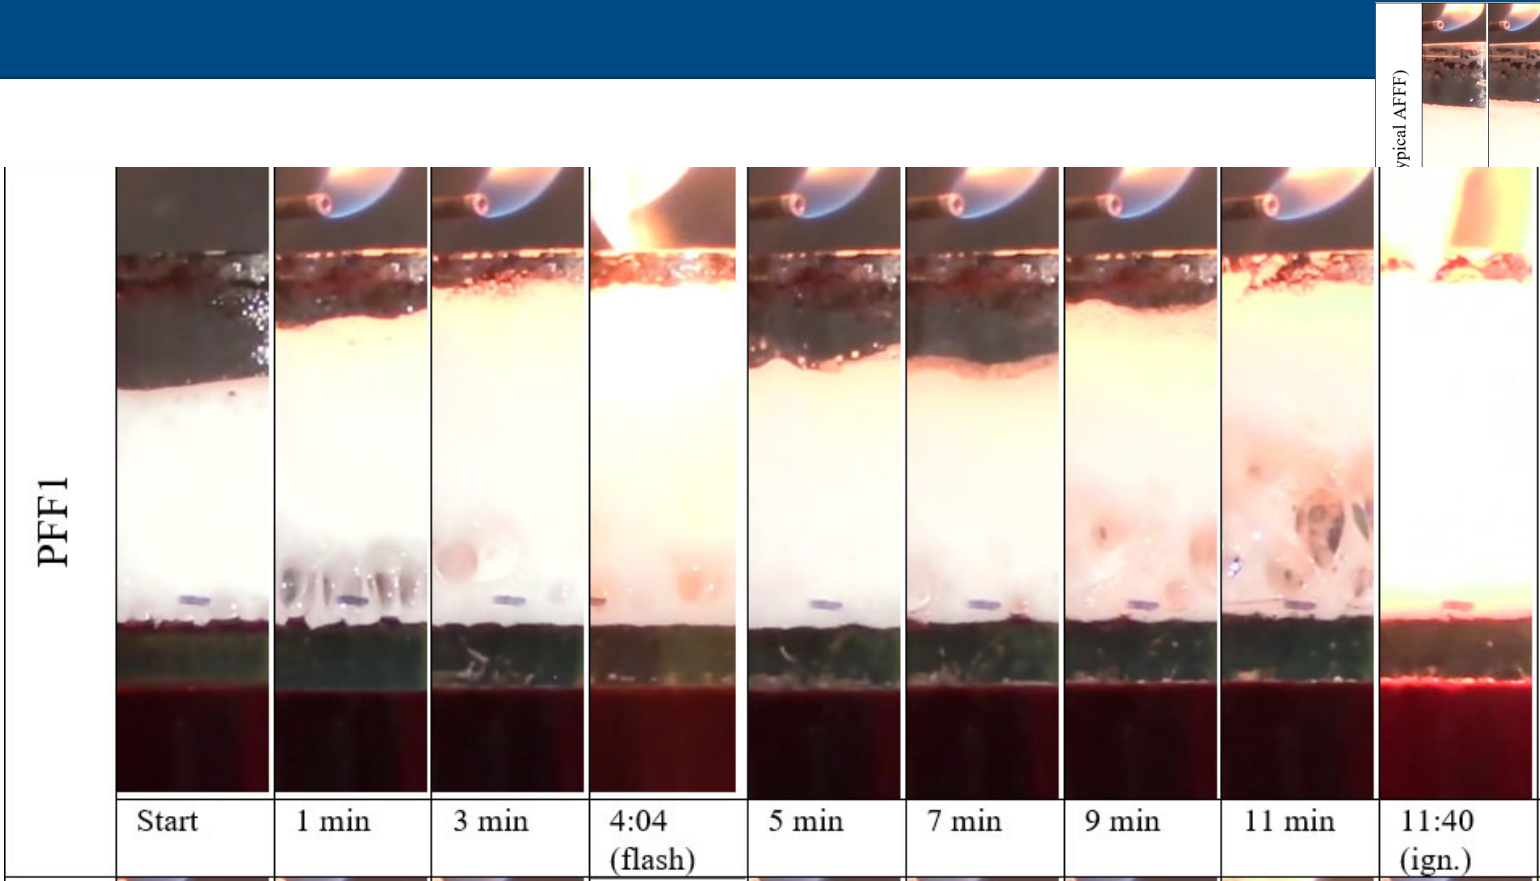 ypical AFFF)
PFF1
Start
1 min
3 min
4:04
(flash)
5 min
7 min
9 min
11 min
11:40
(ign.)